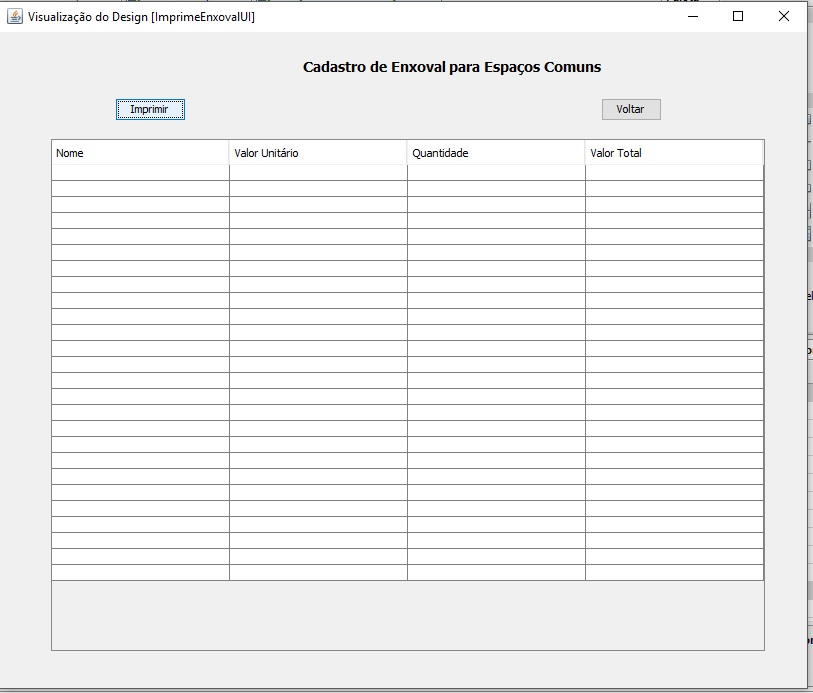 Visualização do Design [ImprimeEnxovalUI]
Cadastro de Enxoval para Espaços Comuns
Imprimir Voltar
Nome Valor Unitário Quantidade Valor Total